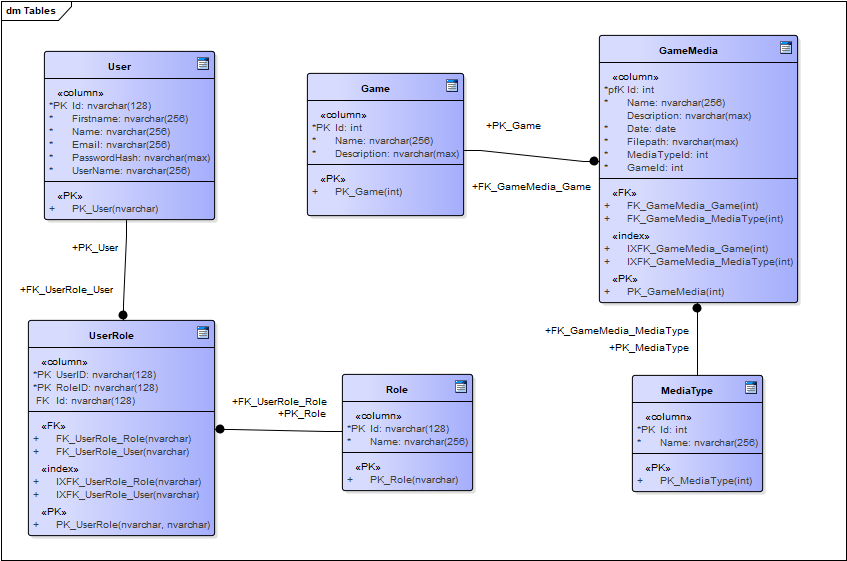 dm Tables
User
«column»
*PK Id: nvarchar(128)
* Firstname: nvarchar(256)
* Name: nvarchar(256)
* Email: nvarchar(256)
* PasswordHash: nvarchar(max)
* UserName: nvarchar(256)
«PK»
+ PK_User(nvarchar)
Game
«column»
*PK Id: int
* Name: nvarchar(256)
* Description: nvarchar(max)
«PK»
+ PK_Game(int)
+PK_Game
+FK_GameMedia_Game
GameMedia
«column»
*pfK Id: int
* Name: nvarchar(256)
Description: nvarchar(max)
* Date: date
* Filepath: nvarchar(max)
* MediaTypeId: int
* GameId: int
«FK»
+ FK_GameMedia_Game(int)
+ FK_GameMedia_MediaType(int)
«index»
+ IXFK_GameMedia_Game(int)
+ IXFK_GameMedia_MediaType(int)
«PK»
+ PK_GameMedia(int)
+PK_User
+FK_UserRole_User
UserRole
«column»
*PK UserID: nvarchar(128)
*PK RoleID: nvarchar(128)
FK Id: nvarchar(128)
«FK»
+ FK_UserRole_Role(nvarchar)
+ FK_UserRole_User(nvarchar)
«index»
+ IXFK_UserRole_Role(nvarchar)
+ IXFK_UserRole_User(nvarchar)
«PK»
+ PK_UserRole(nvarchar, nvarchar)
+FK_UserRole_Role
+PK_Role
Role
«column»
*PK Id: nvarchar(128)
* Name: nvarchar(256)
«PK»
+ PK_Role(nvarchar)
+FK_GameMedia_MediaType
+PK_MediaType
MediaType
«column»
*PK Id: int
* Name: nvarchar(256)
«PK»
+ PK_MediaType(int)